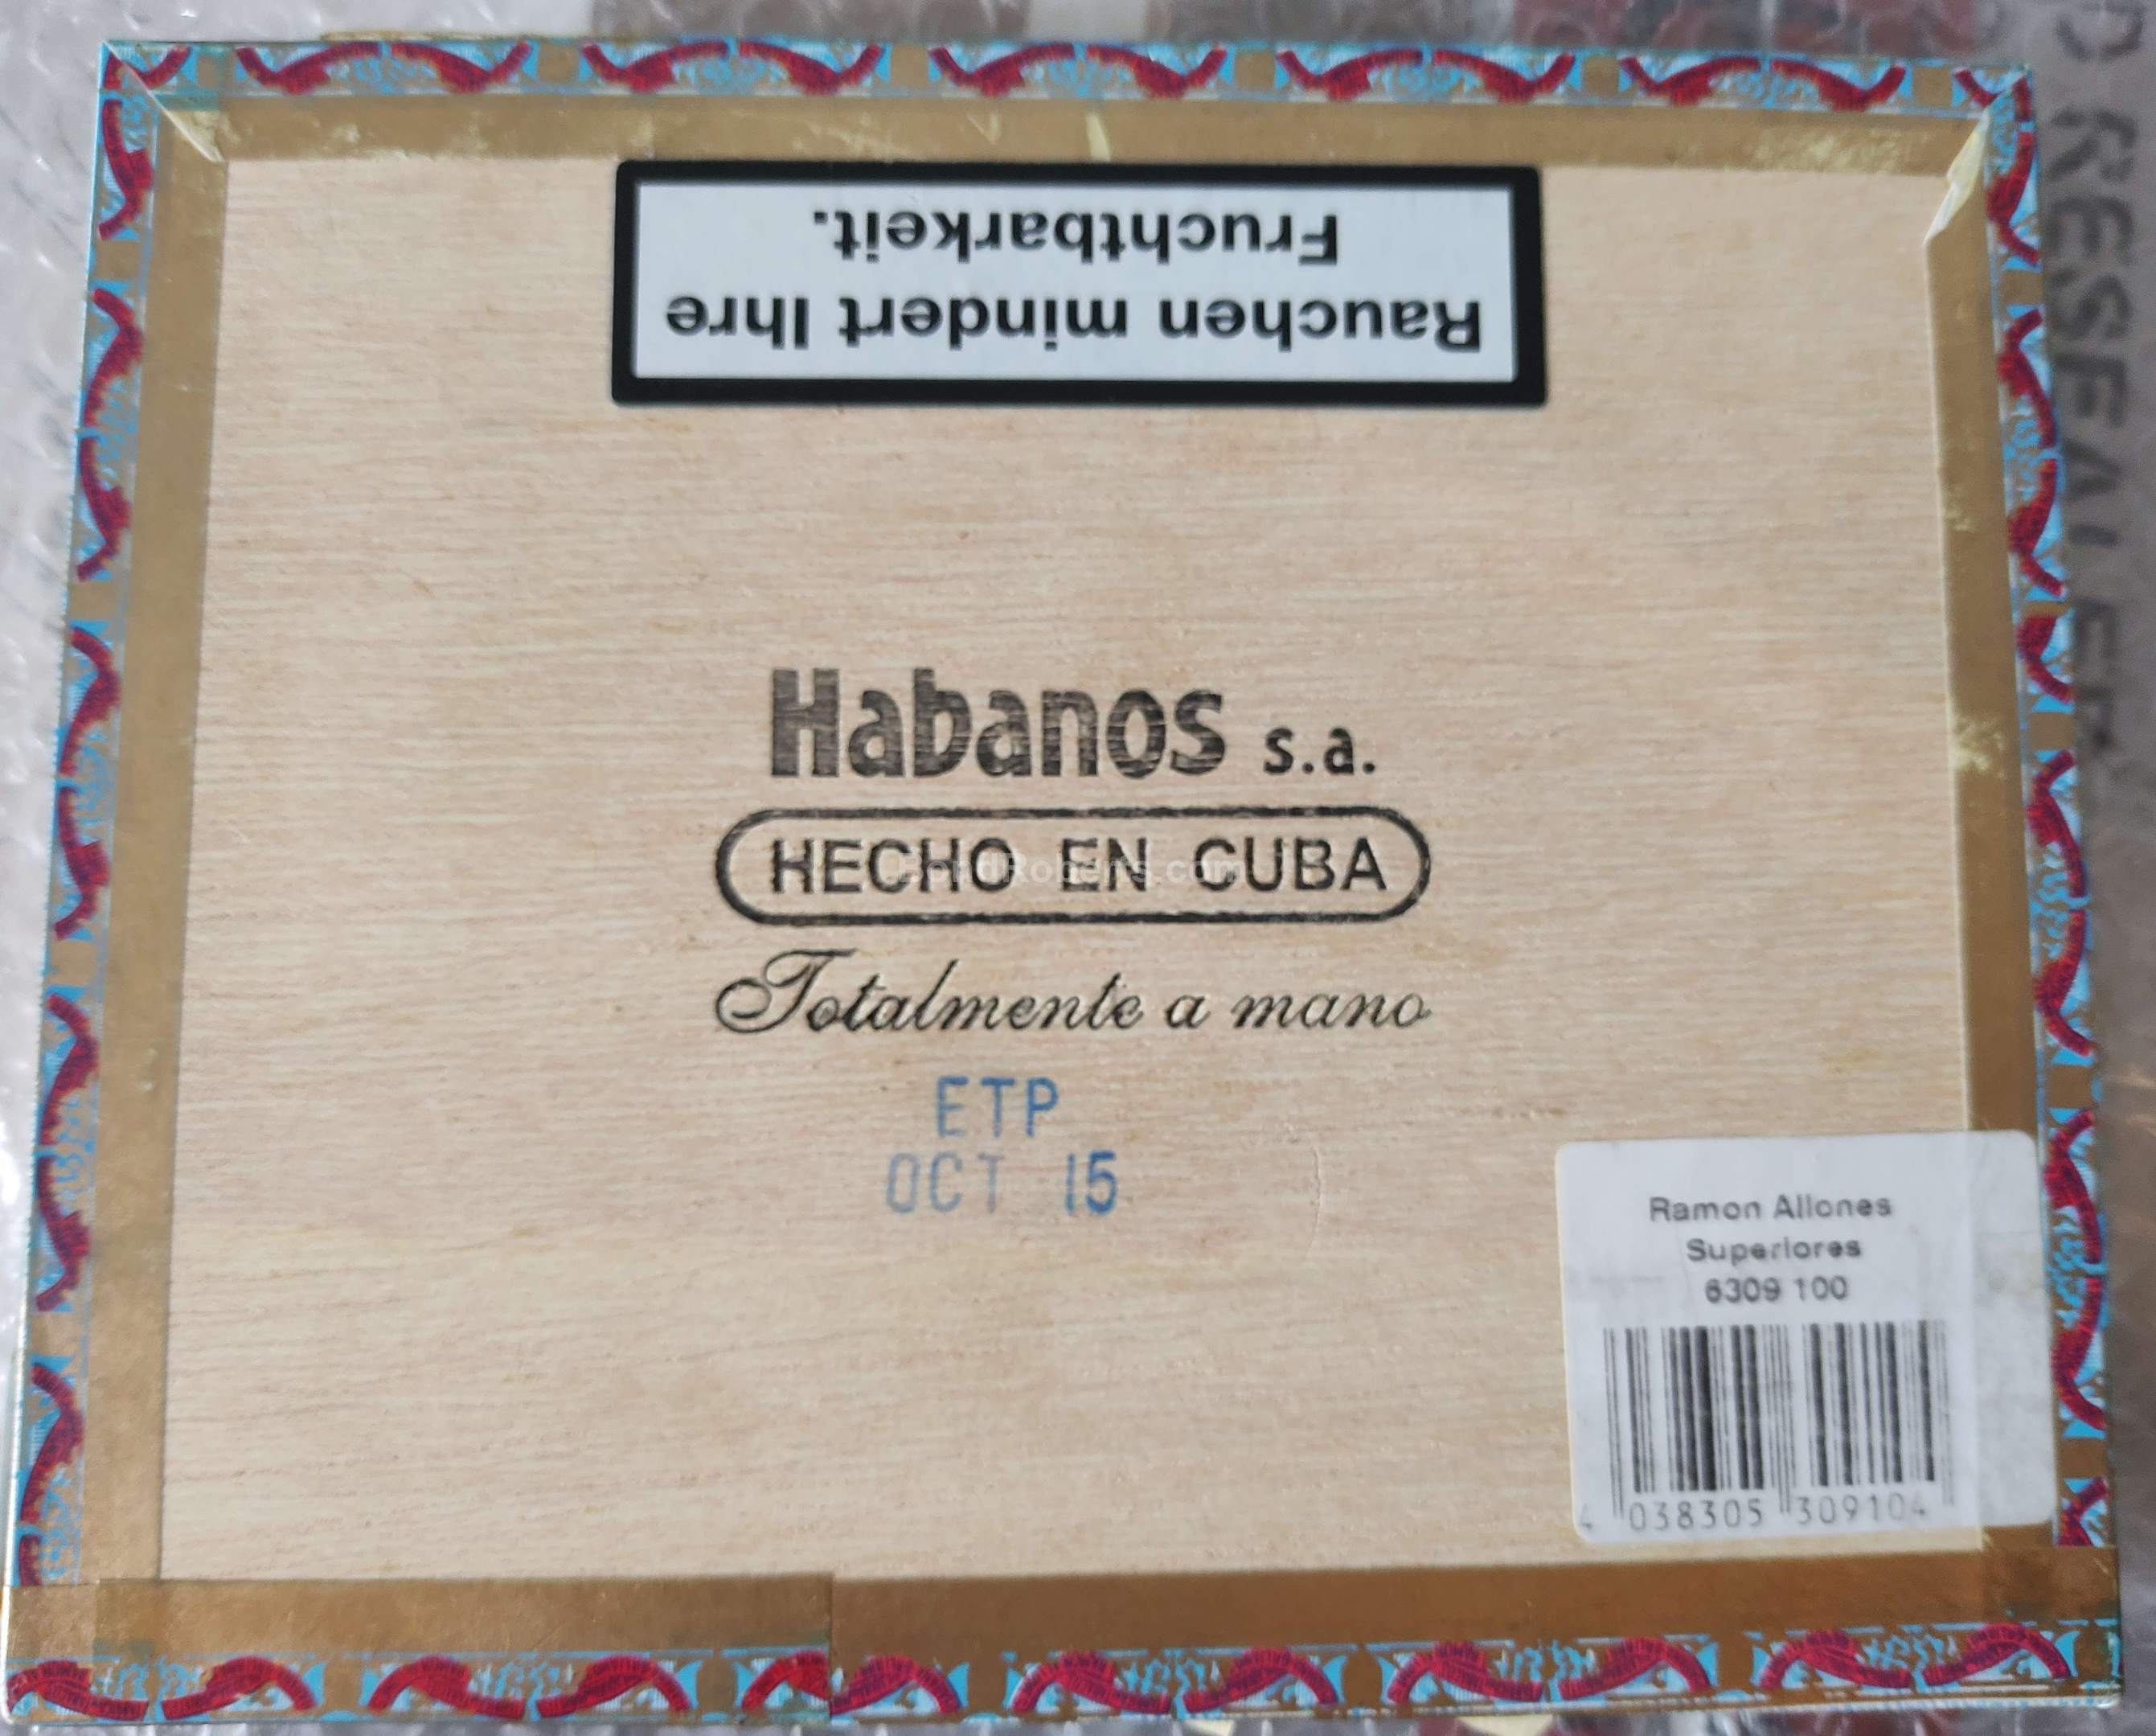 Rauchen mindert Ihre
Fruchtbarkeit.
Habanos s.a.
HECHO EN CUBA
Totalmente a mano
ETP
OCT 15
Ramon Allones
Superiores
6309 100
4 038305 309104
D RESEALED